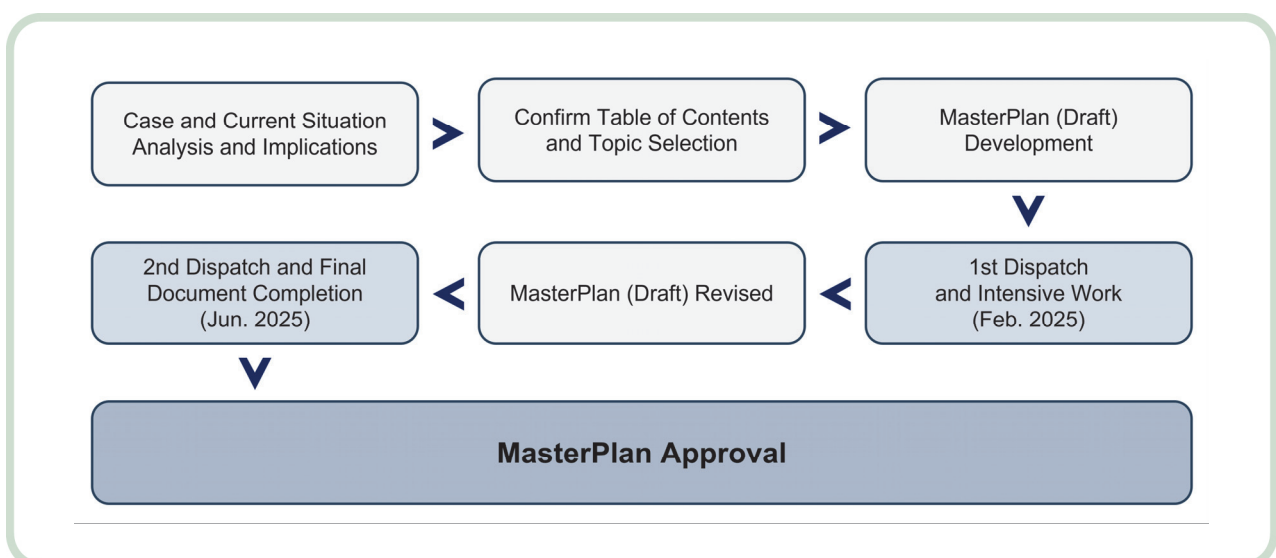 Case and Current Situation
Analysis and Implications
Confirm Table of Contents
and Topic Selection
MasterPlan (Draft)
Development
1st Dispatch
and Intensive Work
(Feb. 2025)
MasterPlan (Draft) Revised
2nd Dispatch and Final
Document Completion
(Jun. 2025)
MasterPlan Approval